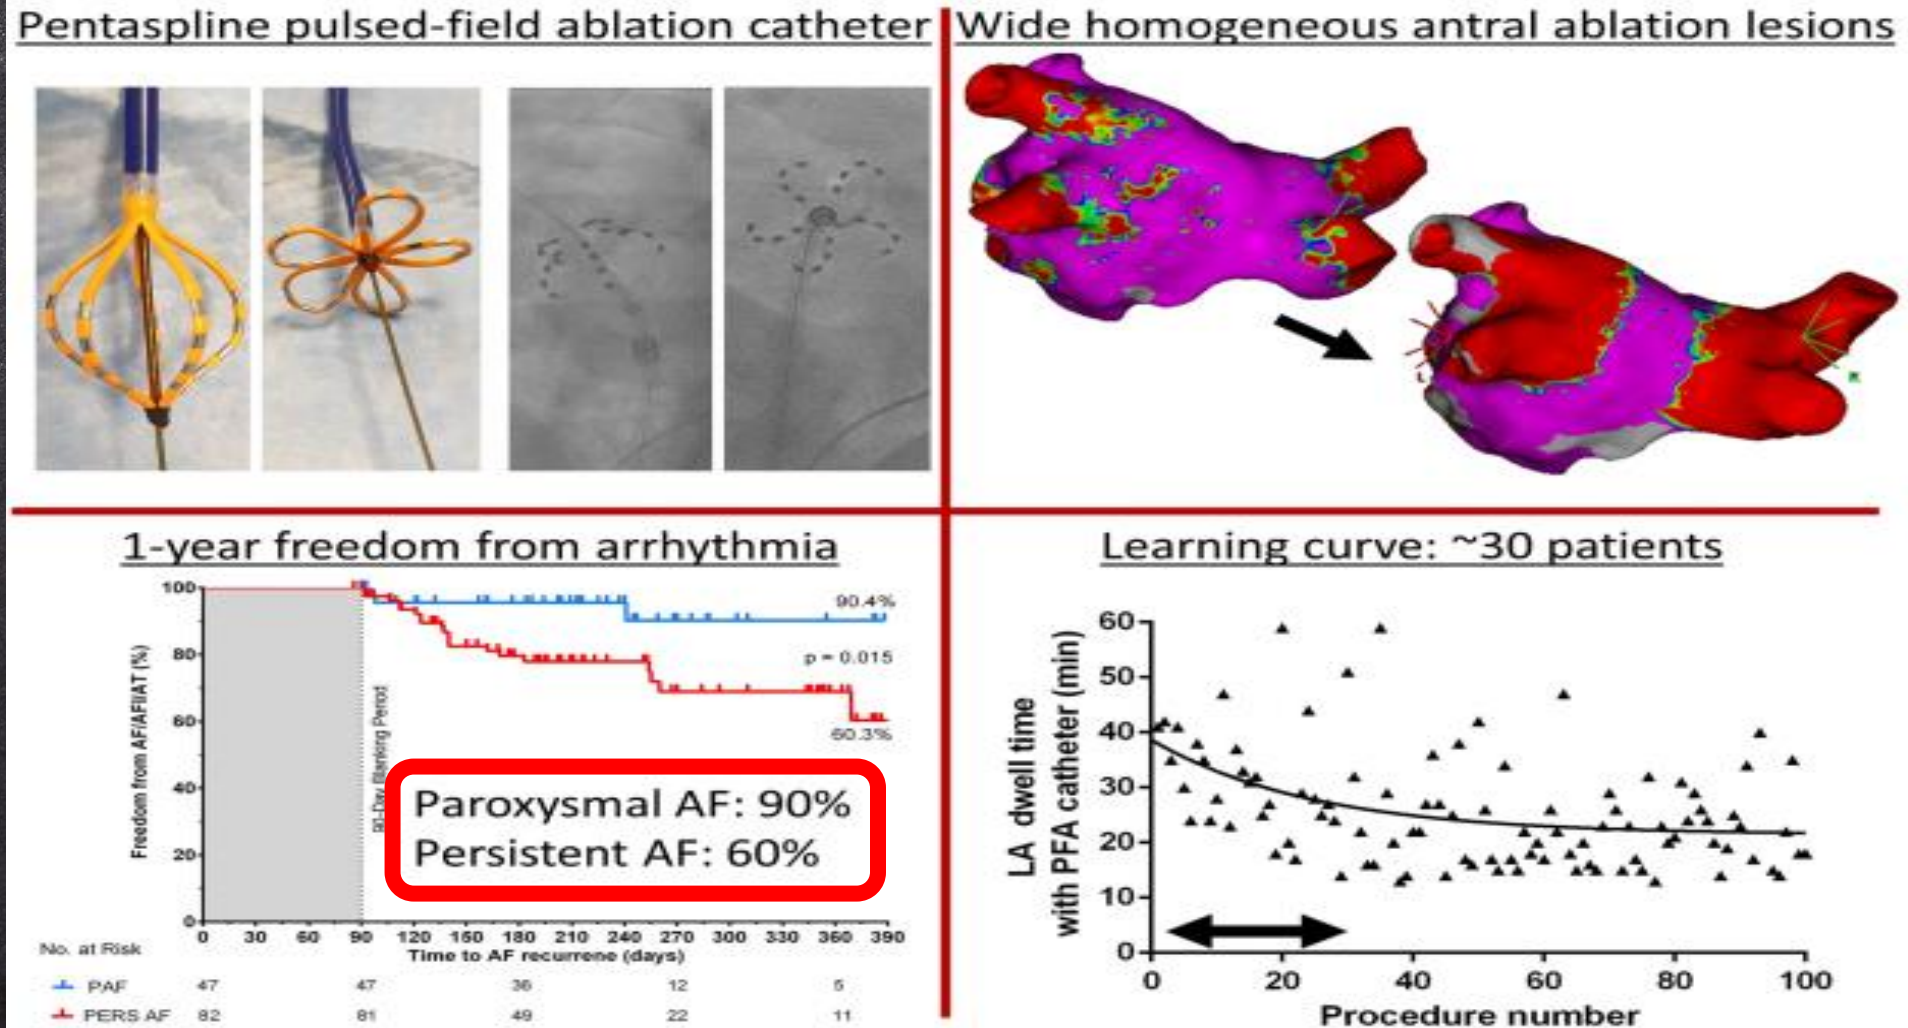 Pentaspline pulsed-field ablation catheter
Wide homogeneous antral ablation lesions
L
R
1-year freedom from arrhythmia
Freedom from AF/AFl/AT (%)
100
80
60
40
20
0
90-Day Blanking Period
90.4%
p = 0.015
60.3%
Paroxysmal AF: 90%
Persistent AF: 60%
0 30 60 90 120 150 180 210 240 270 300 330 360 390
Time to AF recurrene (days)
No. at Risk
PAF 47 47 36 12 5
PERS AF 82 81 49 22 11
Learning curve: ~30 patients
LA dwell time
with PFA catheter (min)
60
50
40
30
20
10
0
0 20 40 60 80 100
Procedure number